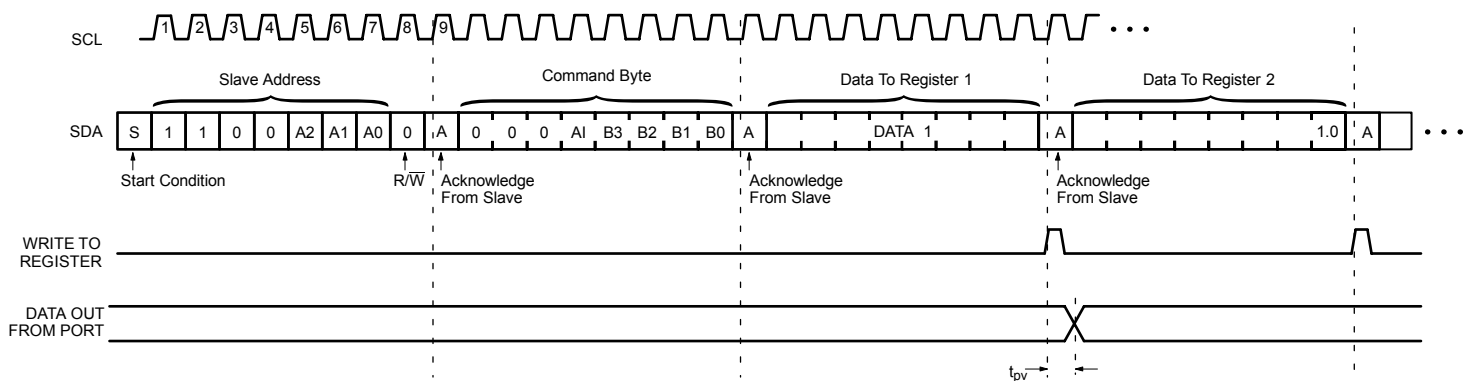 SCL 1 2 3 4 5 6 7 8 9 • • •
Slave Address Command Byte Data To Register 1 Data To Register 2
SDA S 1 1 0 0 A2 A1 A0 0 A 0 0 0 AI B3 B2 B1 B0 A DATA 1 A 1.0 A • • •
Start Condition R/W Acknowledge Acknowledge Acknowledge
From Slave From Slave From Slave
WRITE TO
REGISTER
DATA OUT
FROM PORT
tpv